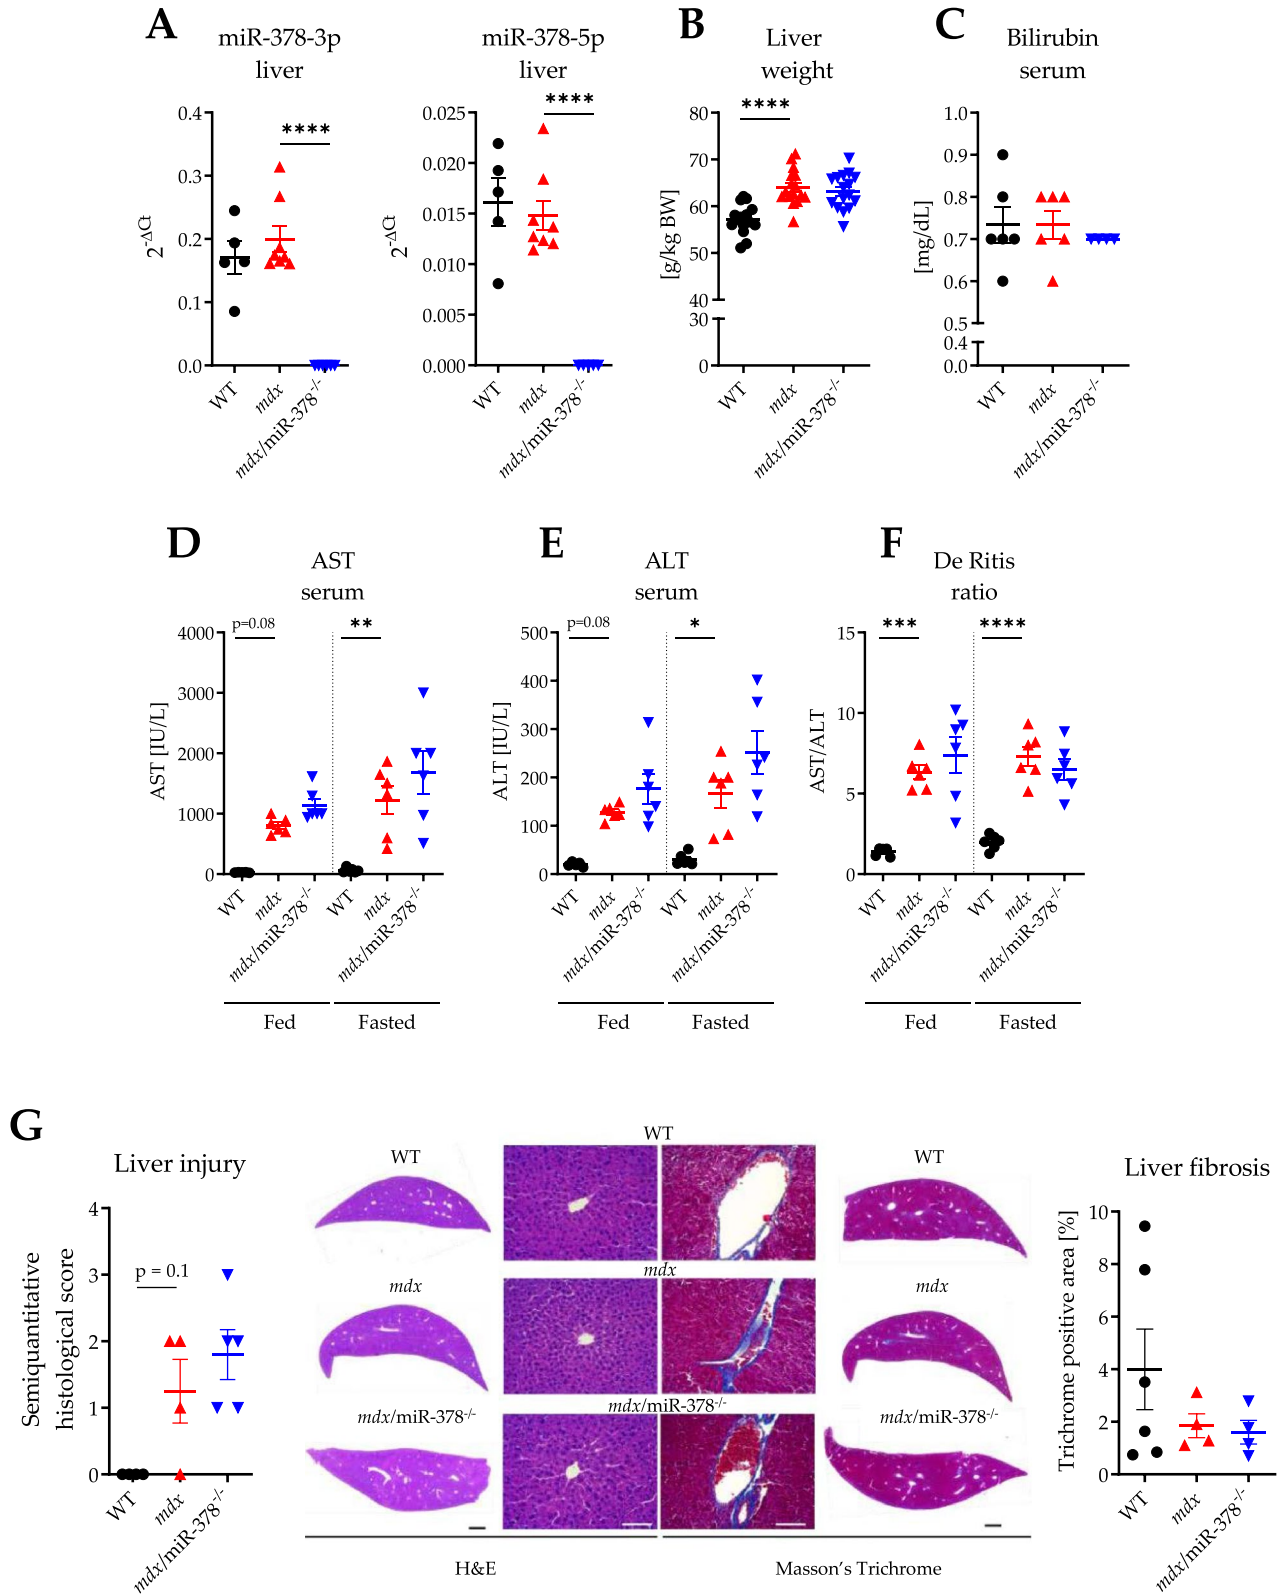 A
miR-378-3p
liver
2^-ΔCt
0.4
0.3
0.2
0.1
0.0
****
WT
mdx
mdx/miR-378-/-
miR-378-5p
liver
2^-ΔCt
0.025
0.020
0.015
0.010
0.005
0.000
****
WT
mdx
mdx/miR-378-/-
B
Liver
weight
[g/kg BW]
80
70
60
50
40
30
0
****
WT
mdx
mdx/miR-378-/-
C
Bilirubin
serum
[mg/dL]
1.0
0.9
0.8
0.7
0.6
0.5
0.4
0.0
WT
mdx
mdx/miR-378-/-
D
AST
serum
AST [IU/L]
4000
3000
2000
1000
0
p=0.08
**
WT
mdx
mdx/miR-378-/-
WT
mdx
mdx/miR-378-/-
Fed
Fasted
E
ALT
serum
ALT [IU/L]
500
400
300
200
100
0
p=0.08
*
WT
mdx
mdx/miR-378-/-
WT
mdx
mdx/miR-378-/-
Fed
Fasted
F
De Ritis
ratio
AST/ALT
15
10
5
0
***
****
WT
mdx
mdx/miR-378-/-
WT
mdx
mdx/miR-378-/-
Fed
Fasted
G
Liver injury
Semiquantitative
histological score
4
3
2
1
0
p = 0.1
WT
mdx
mdx/miR-378-/-
WT
WT
WT
mdx
mdx
mdx
mdx/miR-378-/-
mdx/miR-378-/-
mdx/miR-378-/-
H&E
Masson's Trichrome
Liver fibrosis
Trichrome positive area [%]
10
8
6
4
2
0
WT
mdx
mdx/miR-378-/-